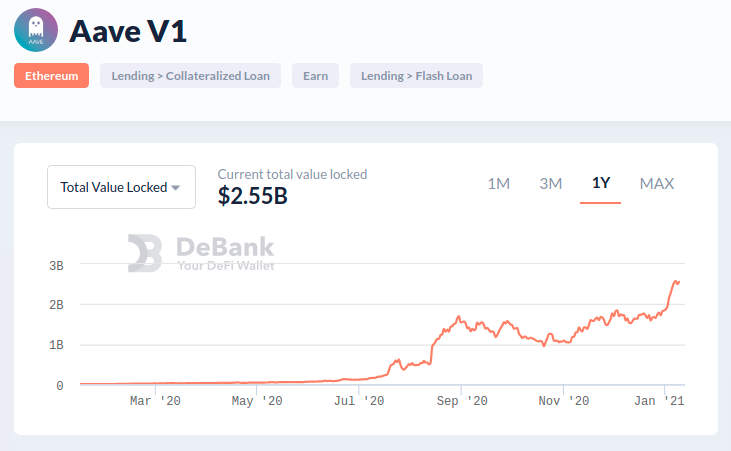 AAVE
Aave V1
Ethereum
Lending > Collateralized Loan
Earn
Lending > Flash Loan
Total Value Locked
Current total value locked
$2.55B
1M
3M
1Y
MAX
DeBank
Your DeFi Wallet
3B
2B
1B
0
Mar '20
May '20
Jul '20
Sep '20
Nov '20
Jan '21